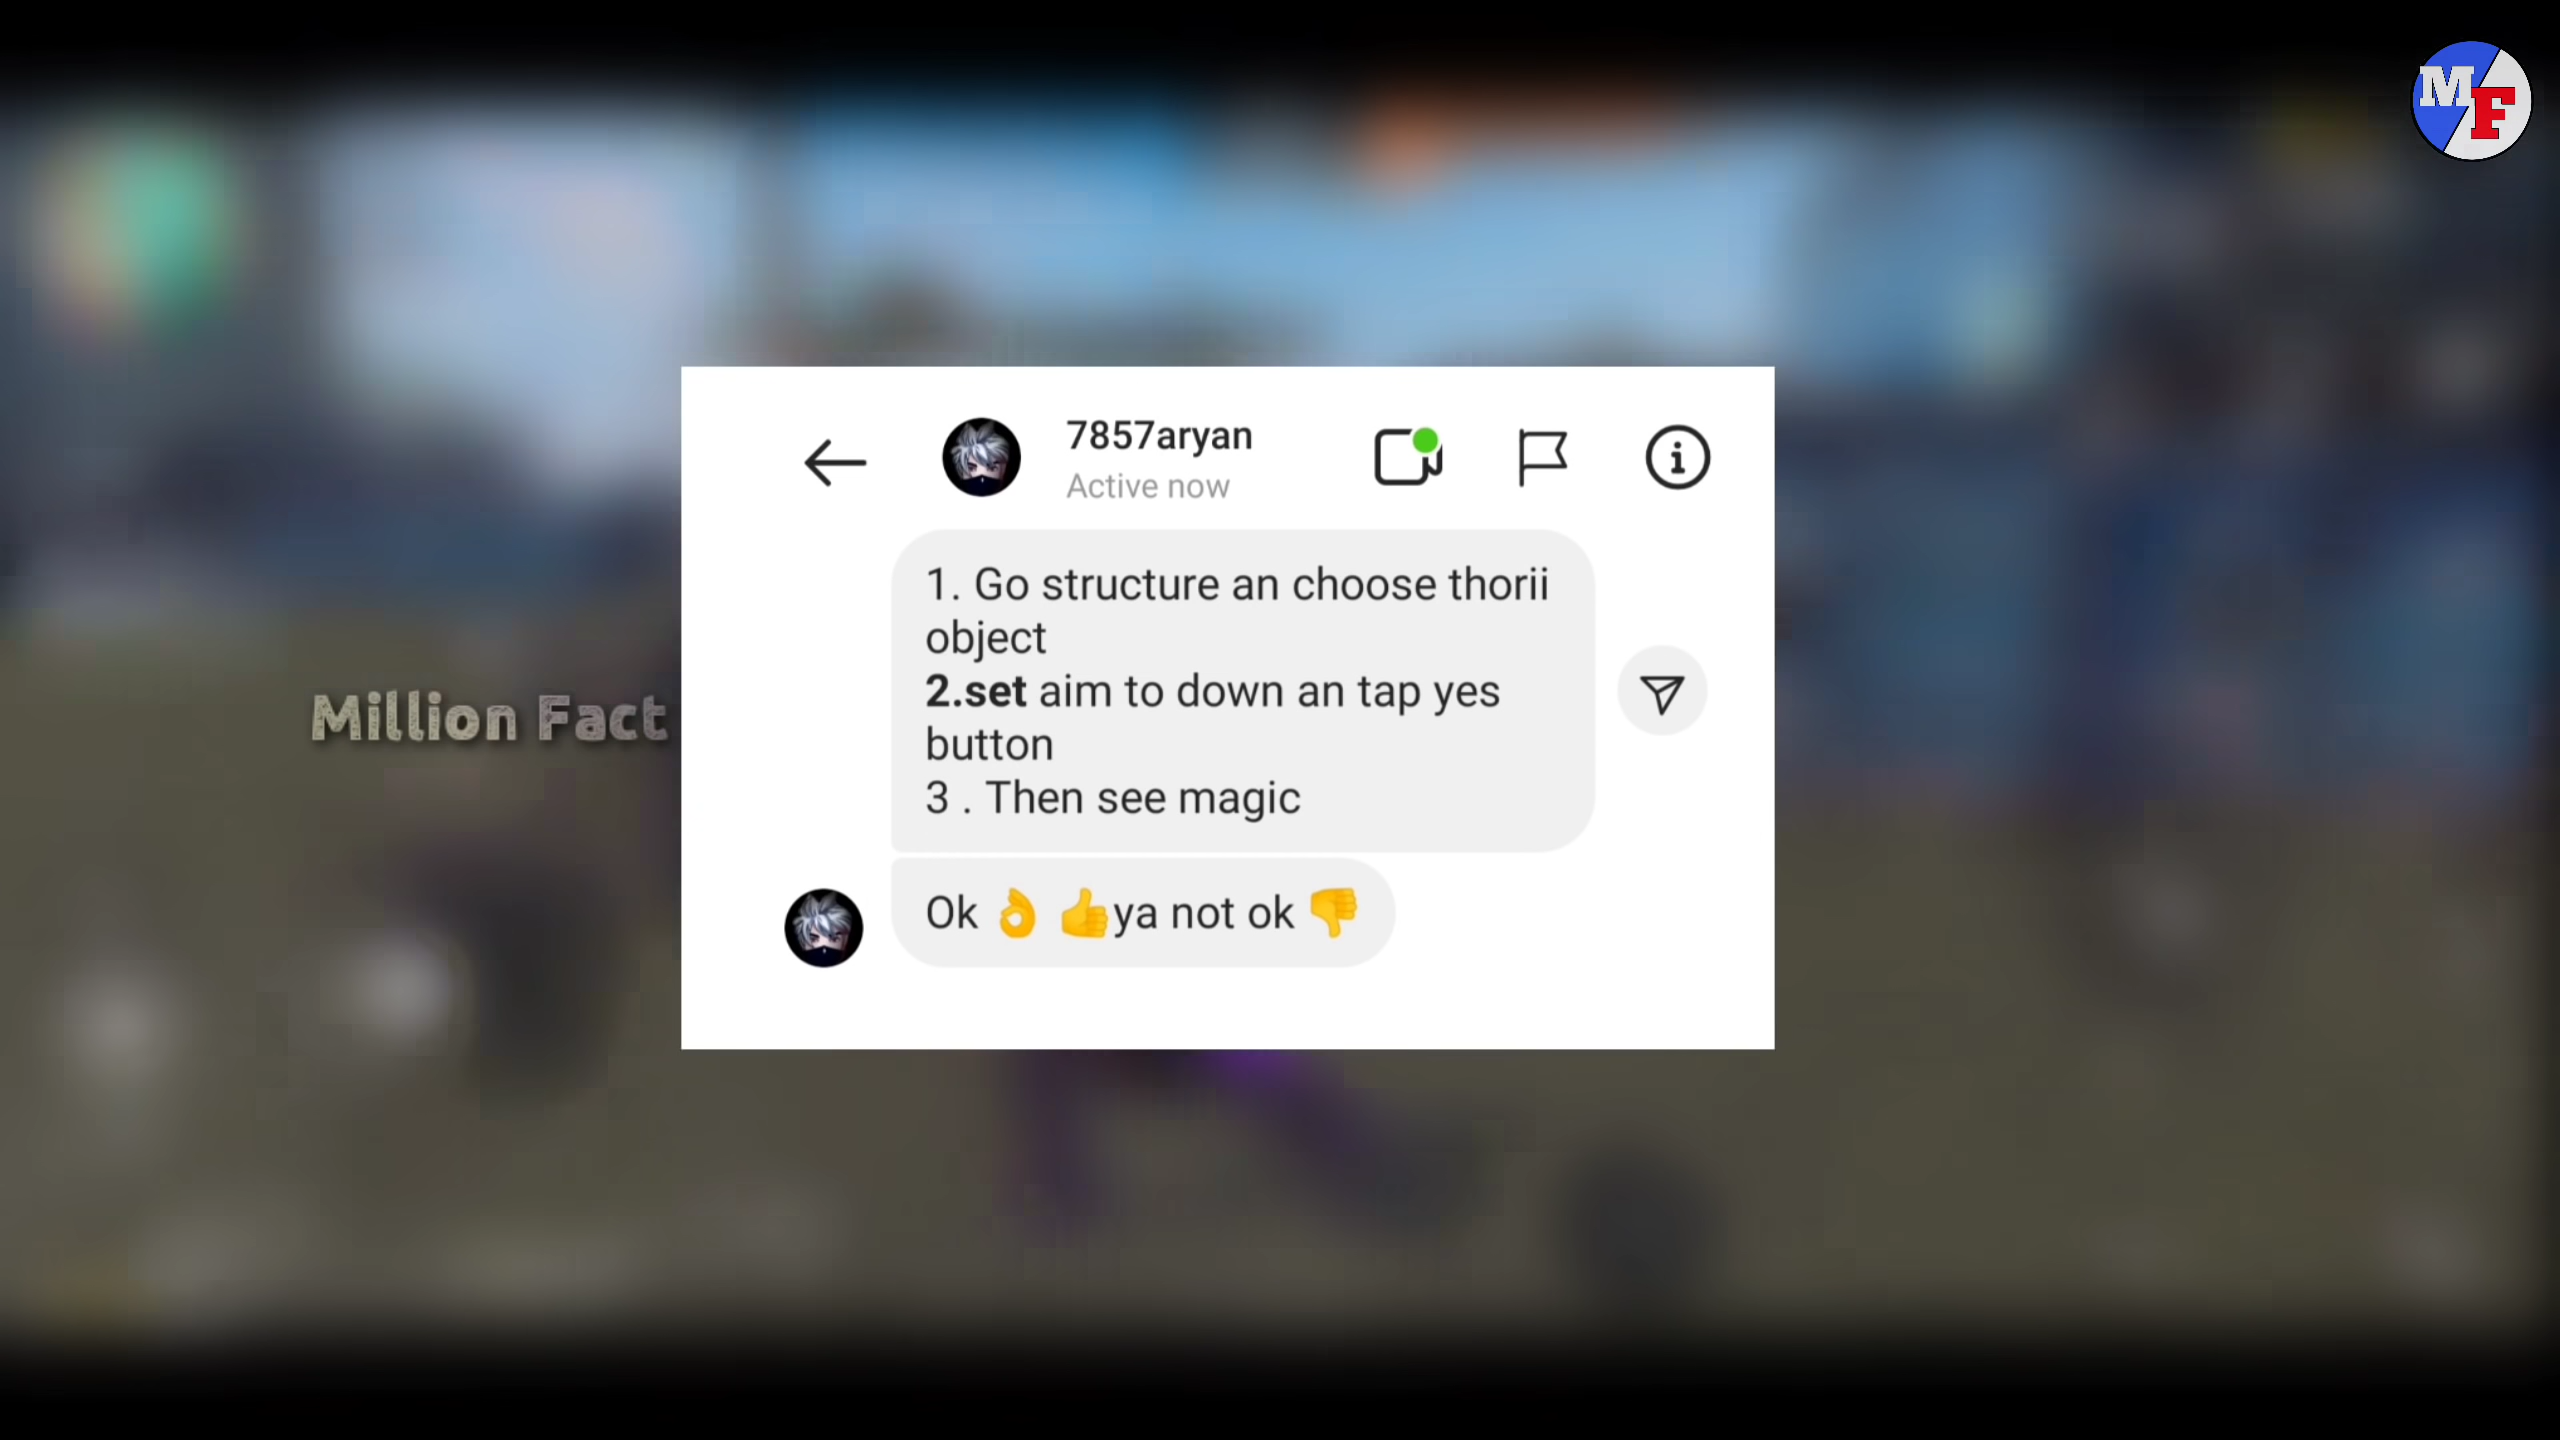 MF
7857aryan
Active now
1. Go structure an choose thorii
object
2.set aim to down an tap yes
button
3 . Then see magic
Million Fact
Ok 👌 👍ya not ok 👎